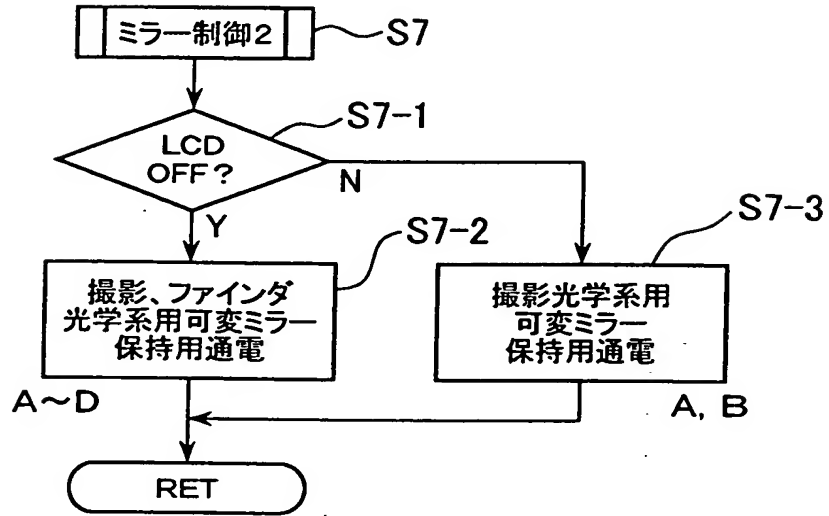 ミラー制御2
S7
S7-1
LCD
OFF?
N
Y
S7-2
S7-3
撮影、ファインダ
光学系用可変ミラー
保持用通電
撮影光学系用
可変ミラー
保持用通電
A～D
A, B
RET